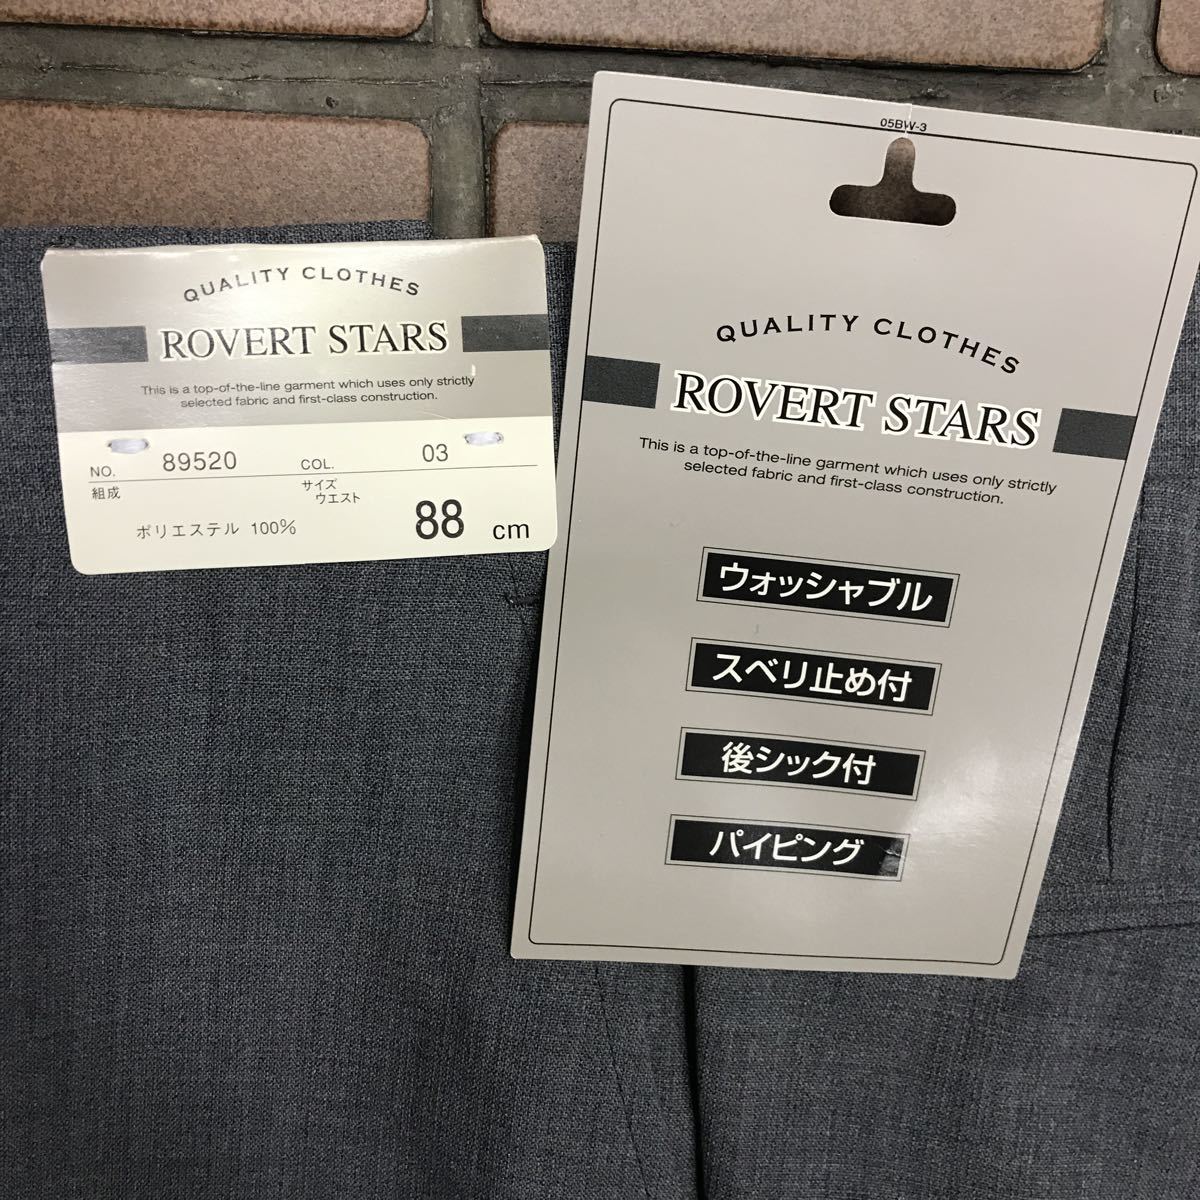 QUALITY CLOTHES
ROVERT STARS
This is a top-of-the-line garment which uses only strictly
selected fabric and first-class construction.
NO. 89520 COL. 03
組成 サイズ
ウエスト
ポリエステル 100% 88 cm
05BW-3
QUALITY CLOTHES
ROVERT STARS
This is a top-of-the-line garment which uses only strictly
selected fabric and first-class construction.
ウォッシャブル
スベリ止め付
後シック付
パイピング